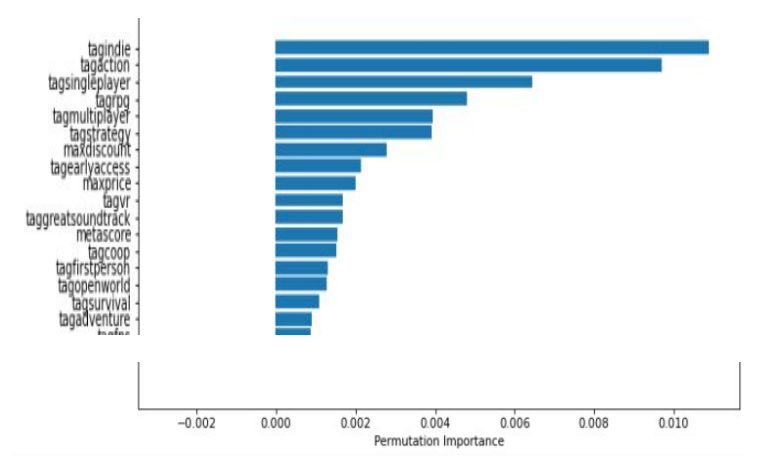 tagindie
tagaction
tagsingleplayer
tagrpg
tagmultiplayer
tagstrategy
maxdiscount
tagearlyaccess
maxprice
tagvr
taggreatsoundtrack
metascore
tagcoop
tagfirstperson
tagopenworld
tagsurvival
tagadventure
−0.002 0.000 0.002 0.004 0.006 0.008 0.010
Permutation Importance